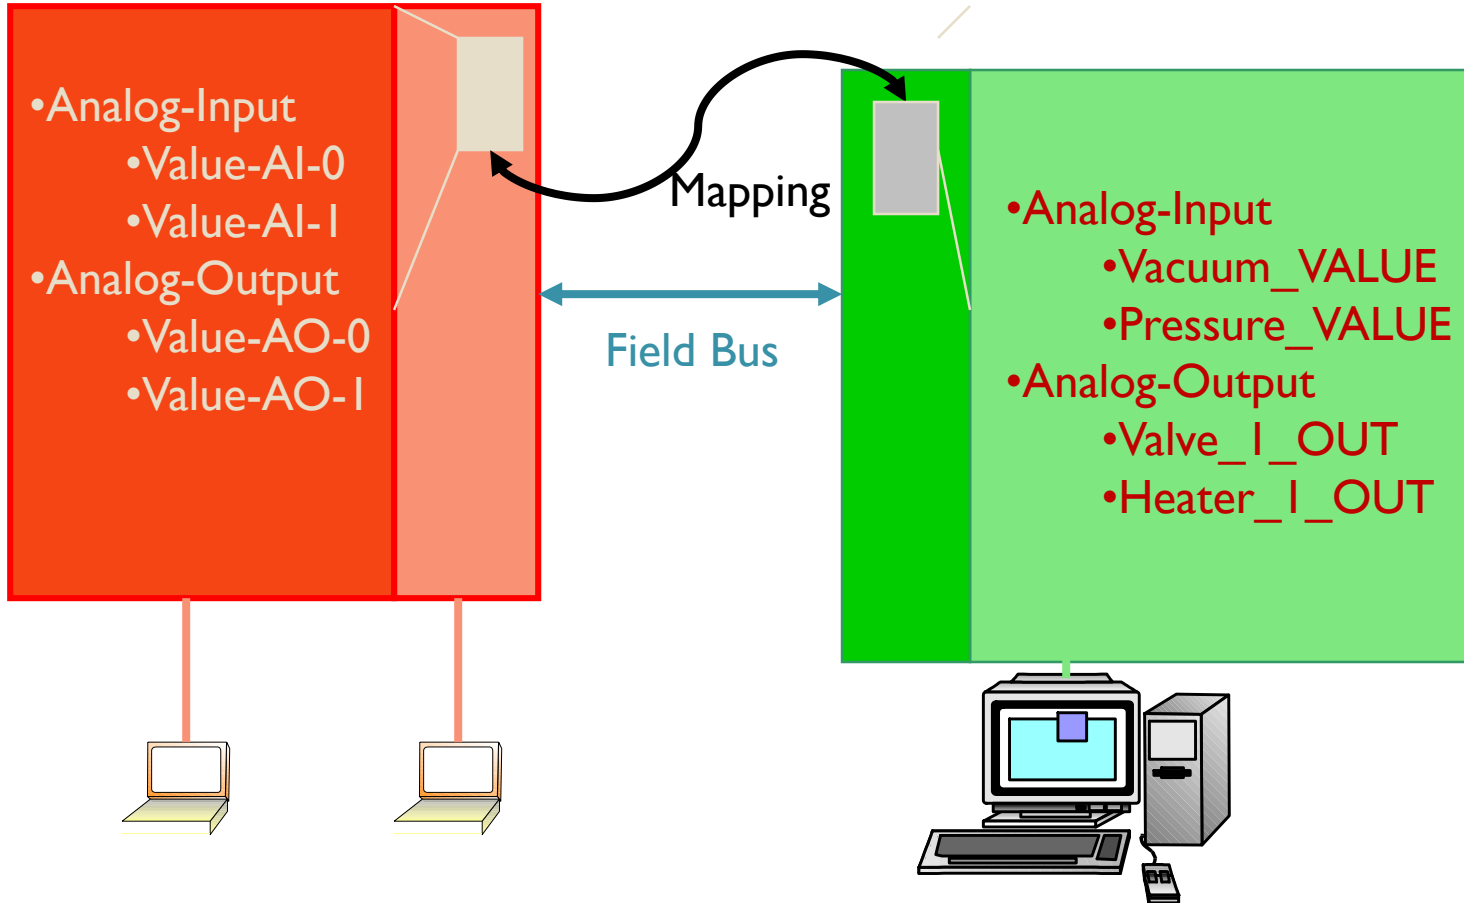 •Analog-Input
•Value-AI-0
•Value-AI-1
•Analog-Output
•Value-AO-0
•Value-AO-1
Mapping
Field Bus
•Analog-Input
•Vacuum_VALUE
•Pressure_VALUE
•Analog-Output
•Valve_1_OUT
•Heater_1_OUT